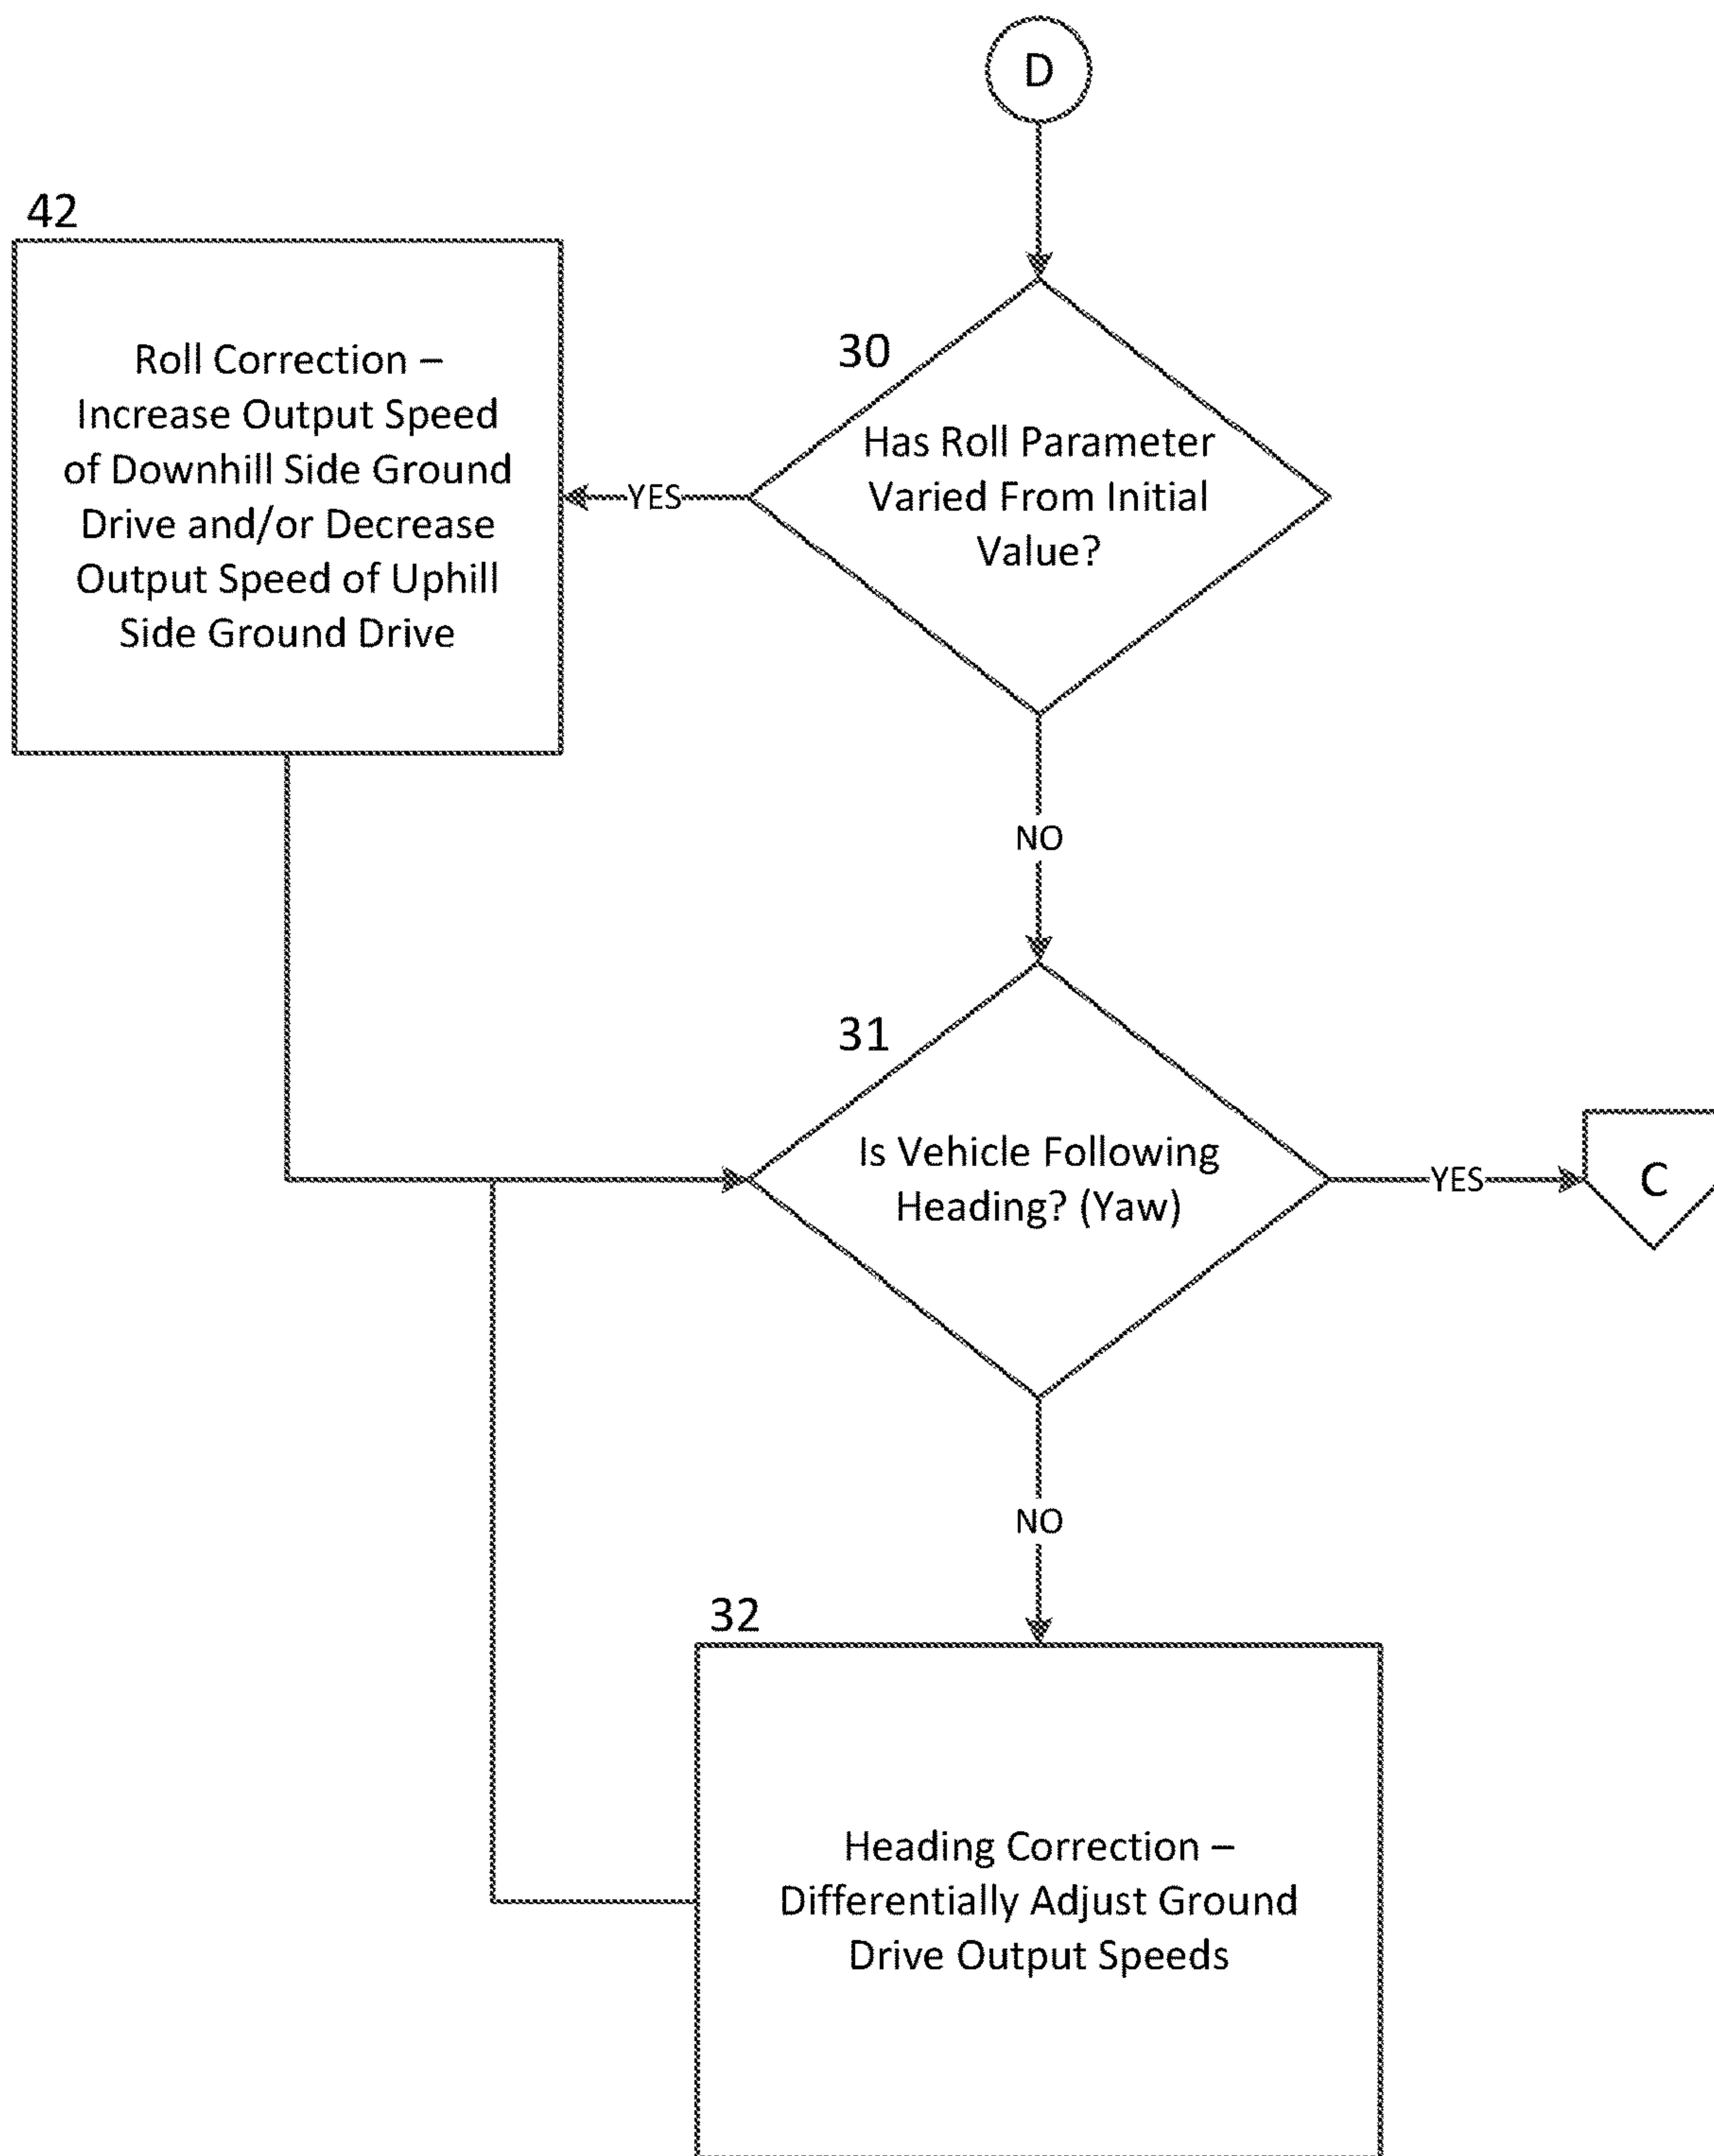 D
42
Roll Correction –
Increase Output Speed
of Downhill Side Ground
Drive and/or Decrease
Output Speed of Uphill
Side Ground Drive
30
Has Roll Parameter
Varied From Initial
Value?
YES
NO
31
Is Vehicle Following
Heading? (Yaw)
YES
C
NO
32
Heading Correction –
Differentially Adjust Ground
Drive Output Speeds